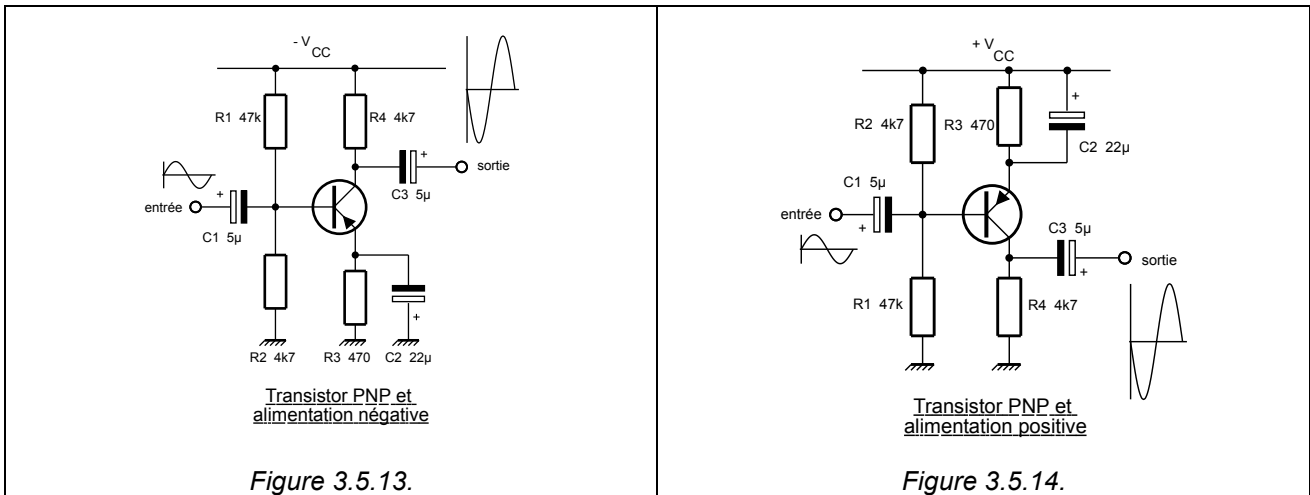 - V
CC
R1 47k
R4 4k7
+
sortie
C3 5µ
+
entrée
C1 5µ
+
R2 4k7
R3 470
C2 22µ
Transistor PNP et
alimentation négative
Figure 3.5.13.
+ V
CC
+
R2 4k7
R3 470
C2 22µ
C1 5µ
entrée
+
C3 5µ
sortie
+
R1 47k
R4 4k7
Transistor PNP et
alimentation positive
Figure 3.5.14.